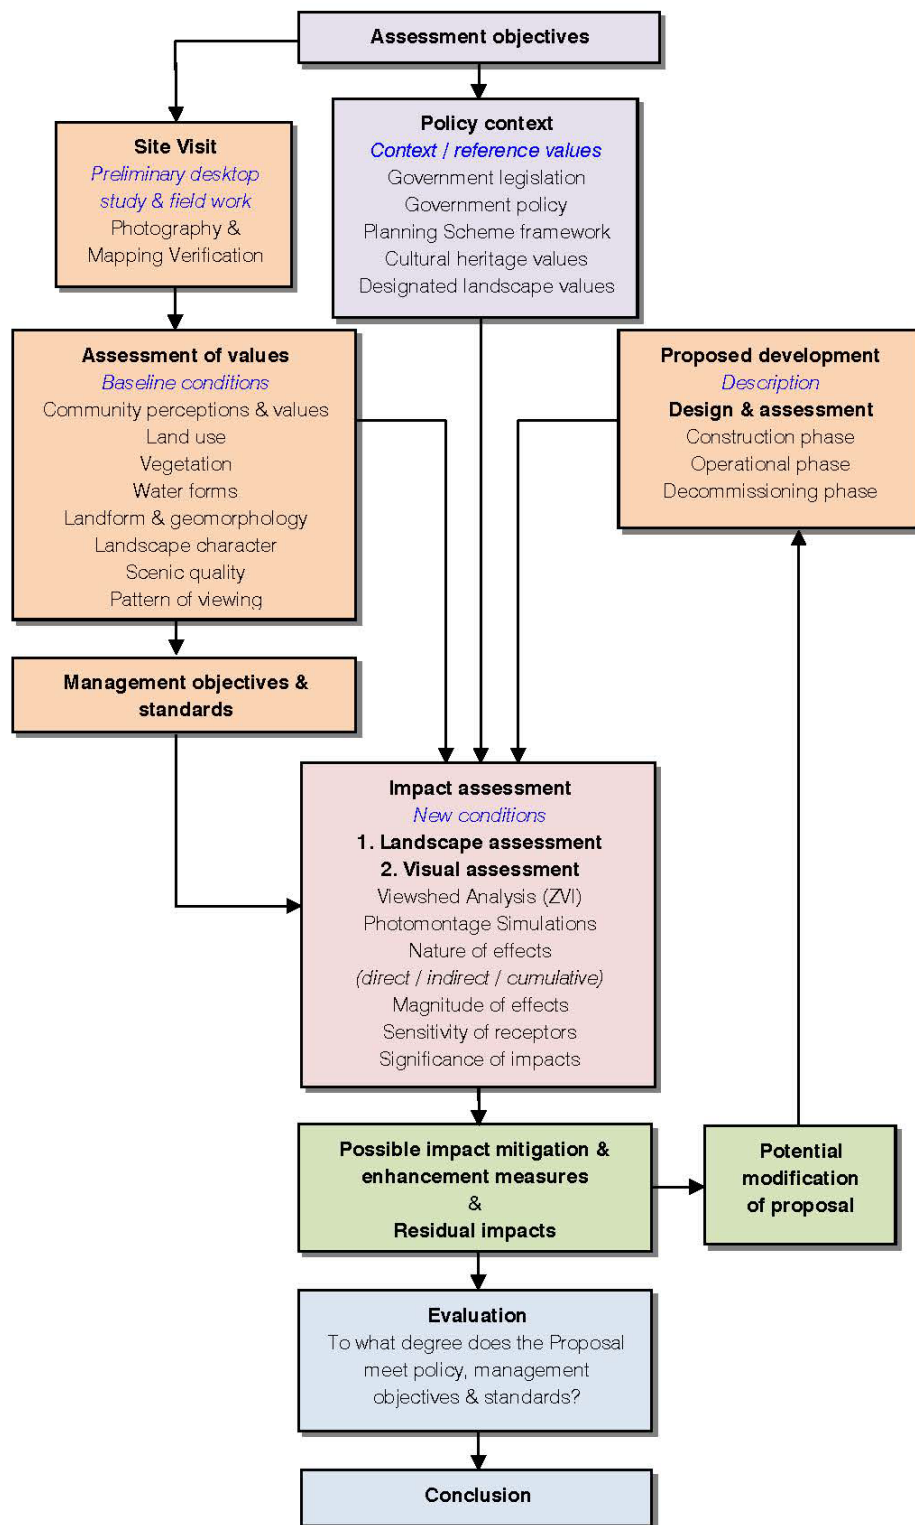 Assessment objectives
Site Visit
Preliminary desktop
study & field work
Photography &
Mapping Verification
Policy context
Context / reference values
Government legislation
Government policy
Planning Scheme framework
Cultural heritage values
Designated landscape values
Assessment of values
Baseline conditions
Community perceptions & values
Land use
Vegetation
Water forms
Landform & geomorphology
Landscape character
Scenic quality
Pattern of viewing
Proposed development
Description
Design & assessment
Construction phase
Operational phase
Decommissioning phase
Management objectives &
standards
Impact assessment
New conditions
1. Landscape assessment
2. Visual assessment
Viewshed Analysis (ZVI)
Photomontage Simulations
Nature of effects
(direct / indirect / cumulative)
Magnitude of effects
Sensitivity of receptors
Significance of impacts
Possible impact mitigation &
enhancement measures
&
Residual impacts
Potential
modification
of proposal
Evaluation
To what degree does the Proposal
meet policy, management
objectives & standards?
Conclusion